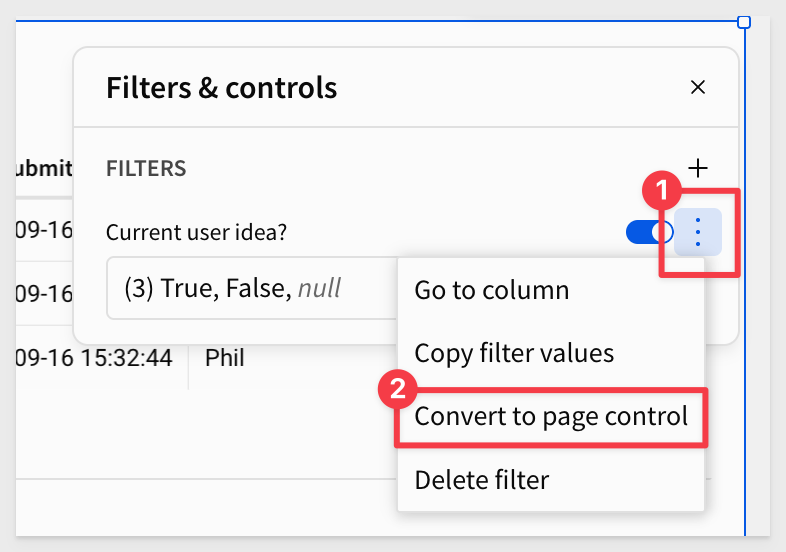 Filters & controls
FILTERS
1
Current user idea?
(3) True, False, null
Go to column
Copy filter values
2
Convert to page control
Delete filter
ubmit
09-16
09-16
09-16 15:32:44 Phil